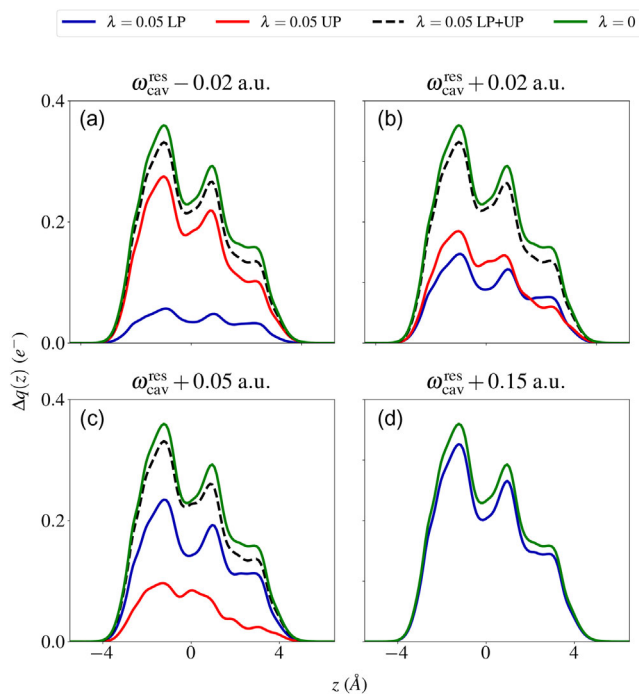 λ = 0.05 LP λ = 0.05 UP λ = 0.05 LP+UP λ = 0
ω_cav^res − 0.02 a.u. ω_cav^res + 0.02 a.u.
(a) (b)
0.4
0.2
0.0
ω_cav^res + 0.05 a.u. ω_cav^res + 0.15 a.u.
(c) (d)
0.4
0.2
0.0
Δq(z) (e⁻)
−4 0 4 −4 0 4
z (Å)